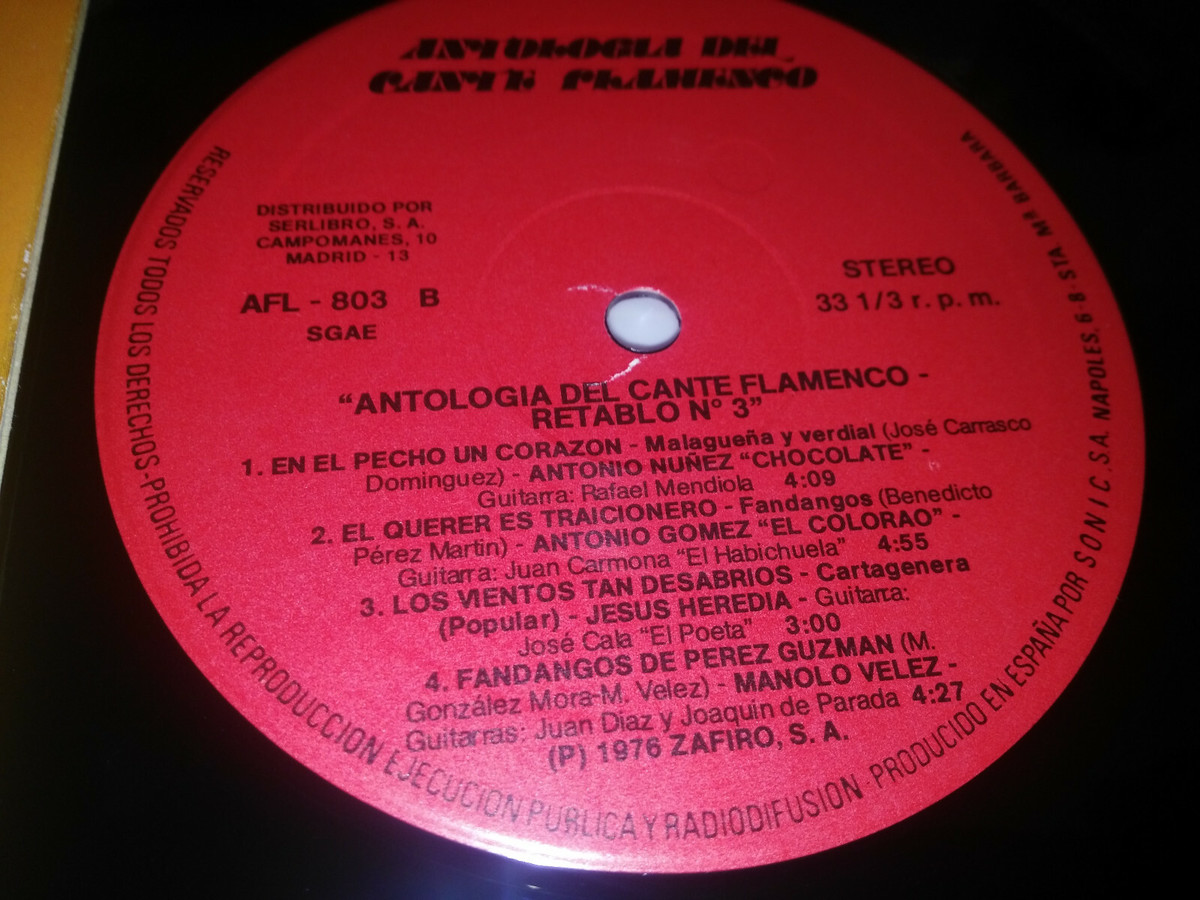 ANTOLOGIA DEL
CANTE FLAMENCO
DISTRIBUIDO POR
SERLIBRO, S. A.
CAMPOMANES, 10
MADRID - 13
AFL - 803 B
SGAE
STEREO
33 1/3 r. p. m.
“ANTOLOGIA DEL CANTE FLAMENCO -
RETABLO Nº 3”
1. EN EL PECHO UN CORAZON - Malagueña y verdial (José Carrasco
Dominguez) - ANTONIO NUÑEZ “CHOCOLATE” -
Guitarra: Rafael Mendiola 4:09
2. EL QUERER ES TRAICIONERO - Fandangos (Benedicto
Pérez Martin) - ANTONIO GOMEZ “EL COLORAO” -
Guitarra: Juan Carmona “El Habichuela” 4:55
3. LOS VIENTOS TAN DESABRIOS - Cartagenera
(Popular) - JESUS HEREDIA - Guitarra:
José Cala “El Poeta” 3:00
4. FANDANGOS DE PEREZ GUZMAN (M.
González Mora-M. Velez) - MANOLO VELEZ -
Guitarras: Juan Diaz y Joaquin de Parada 4:27
(P) 1976 ZAFIRO, S. A.
RESERVADOS TODOS LOS DERECHOS-PROHIBIDA LA REPRODUCCION EJECUCION PUBLICA Y RADIODIFUSION · PRODUCIDO EN ESPAÑA POR SONIC, S.A. NAPOLES, 6-8-STA. Mª BARBARA